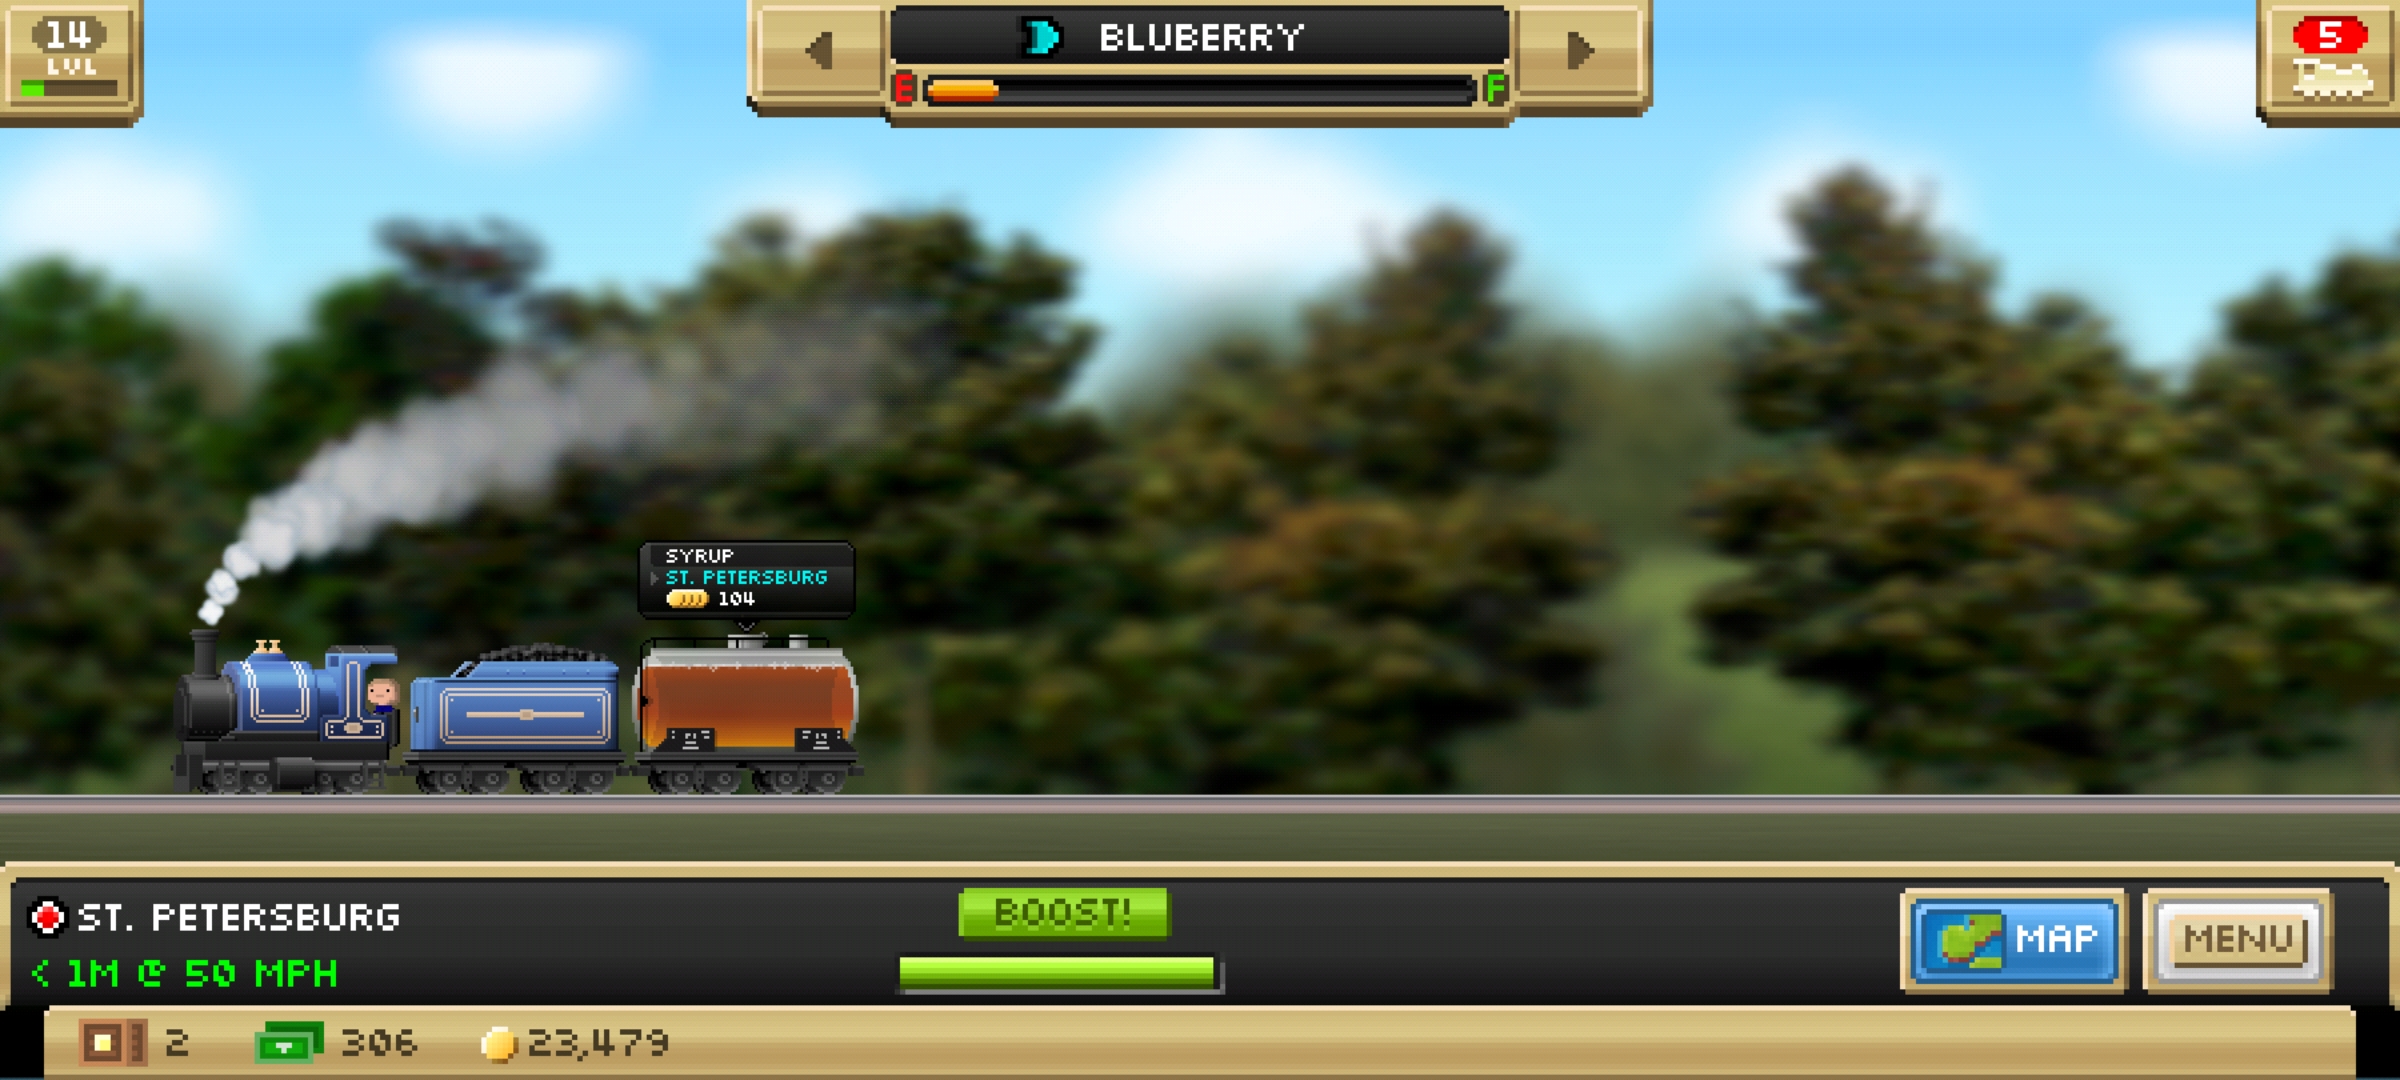 14
LVL
BLUBERRY
E F
5
SYRUP
ST. PETERSBURG
104
ST. PETERSBURG
< 1M @ 50 MPH
BOOST!
MAP
MENU
2 306 23,479